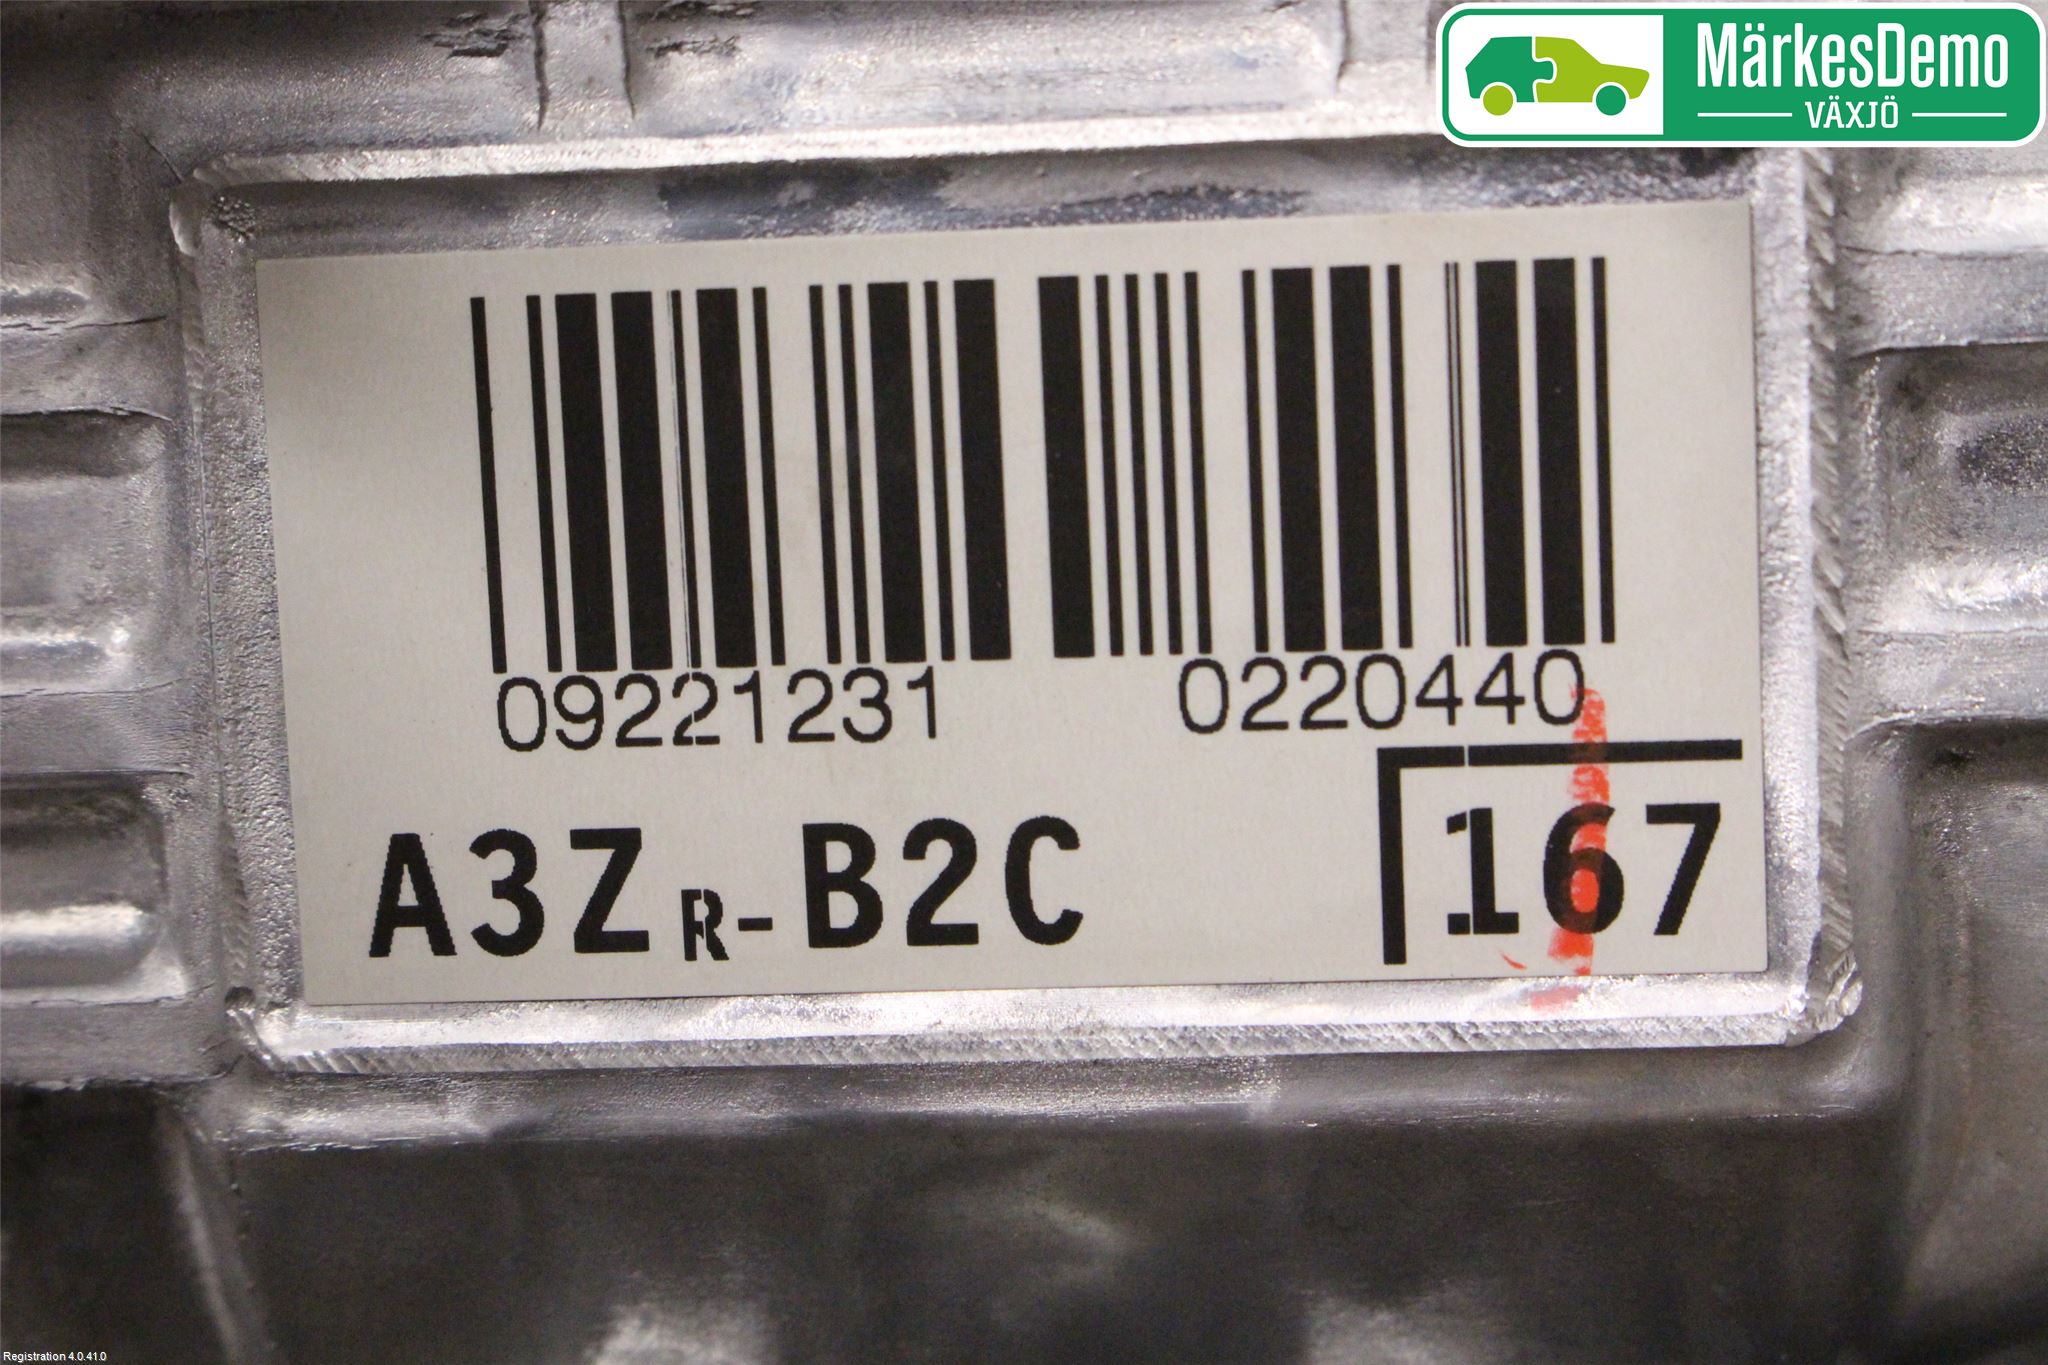 MärkesDemo
VÄXJÖ
09221231 0220440
A3ZR-B2C 167
Registration 4.0.41.0